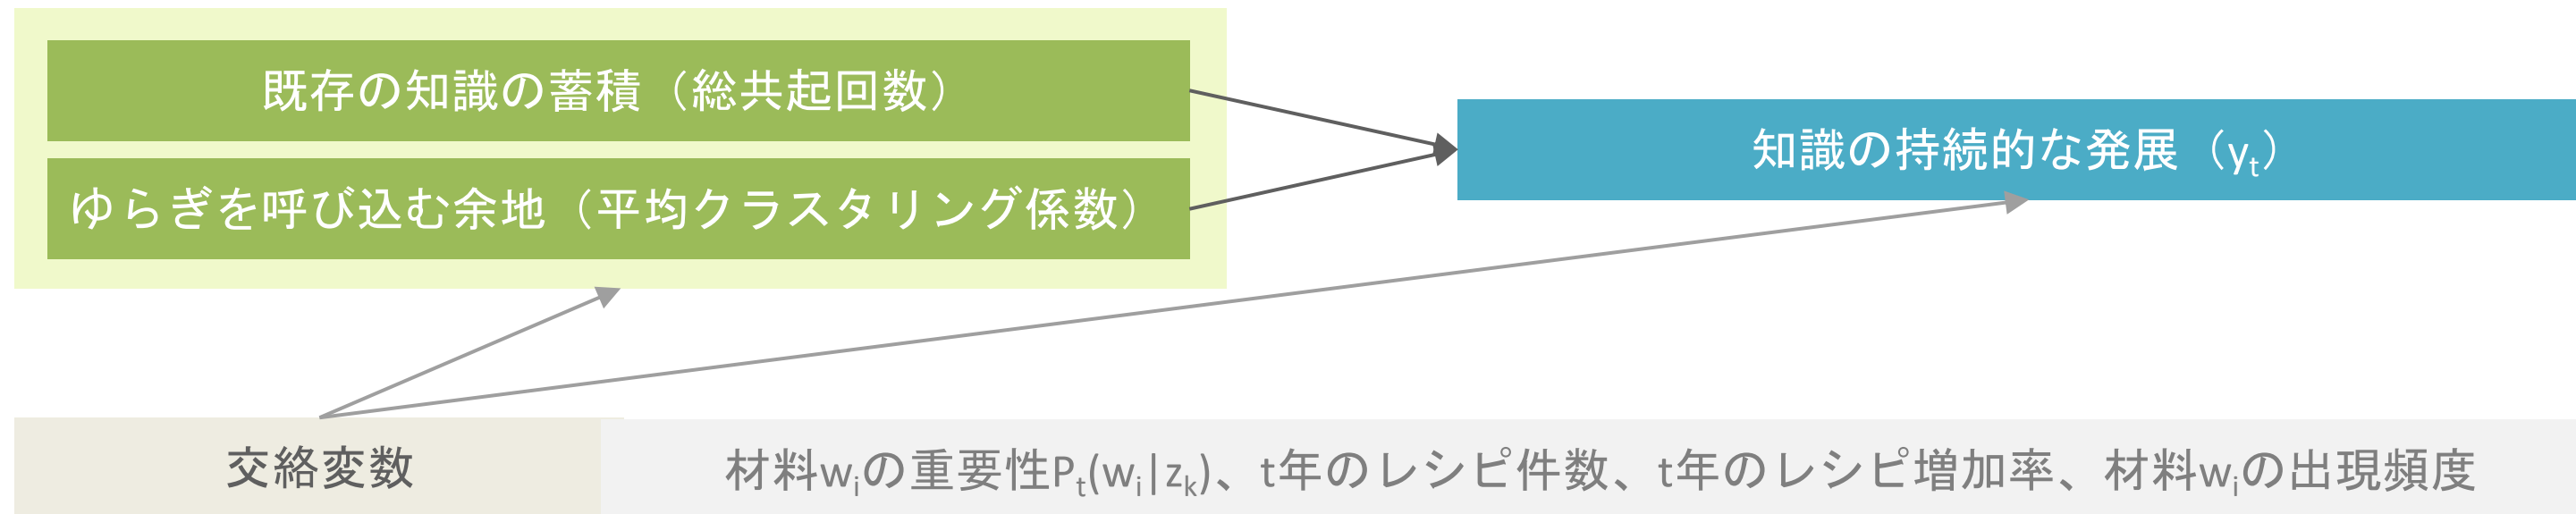 既存の知識の蓄積（総共起回数）
ゆらぎを呼び込む余地（平均クラスタリング係数）
知識の持続的な発展（yt）
交絡変数
材料wiの重要性Pt(wi|zk)、t年のレシピ件数、t年のレシピ増加率、材料wiの出現頻度